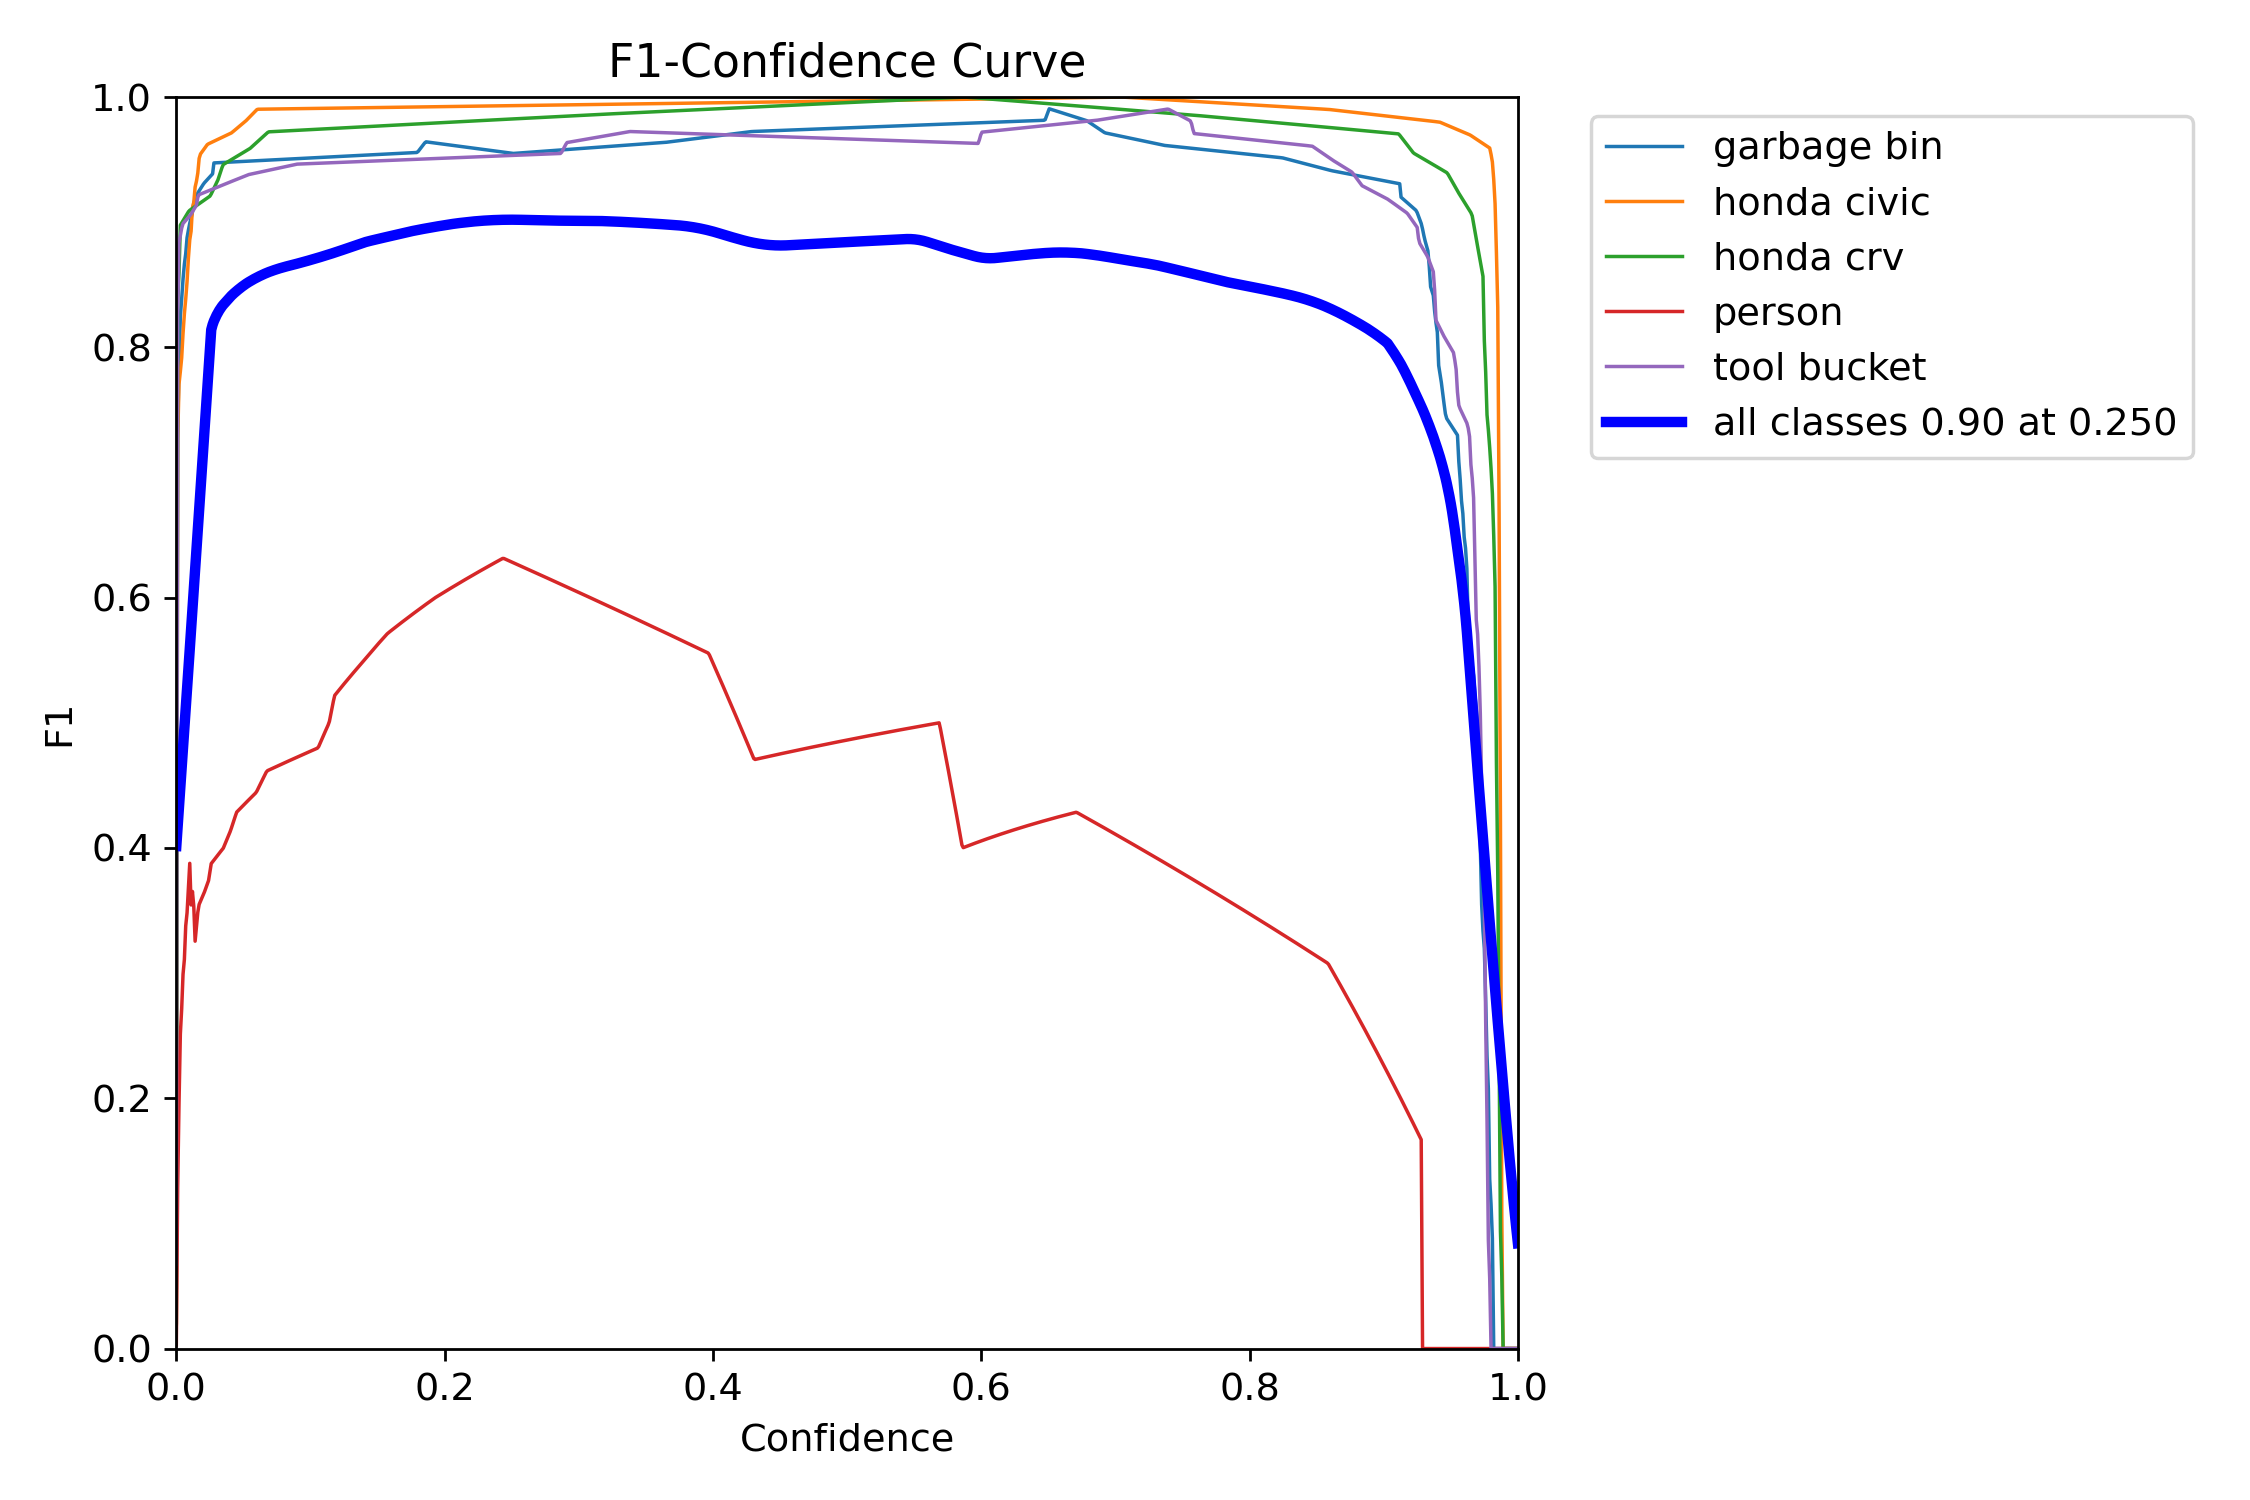 F1-Confidence Curve
1.0
0.8
0.6
0.4
0.2
0.0
F1
0.0 0.2 0.4 0.6 0.8 1.0
Confidence
garbage bin
honda civic
honda crv
person
tool bucket
all classes 0.90 at 0.250